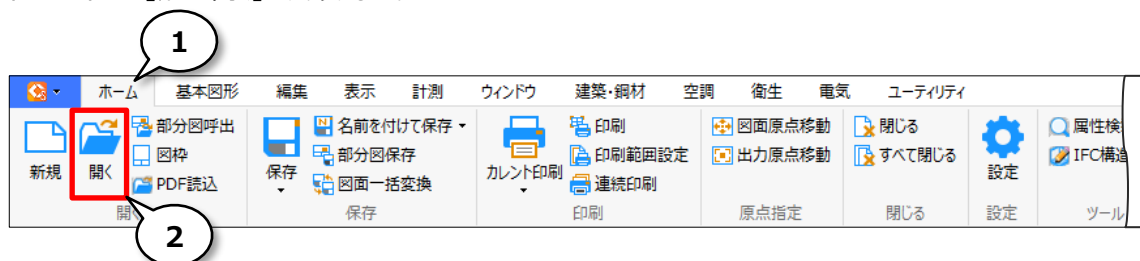 1
ホーム 基本図形 編集 表示 計測 ウィンドウ 建築・鋼材 空調 衛生 電気 ユーティリティ
部分図呼出 名前を付けて保存 印刷 図面原点移動 閉じる 属性検
図枠 部分図保存 印刷範囲設定 出力原点移動 すべて閉じる IFC構造
新規 開く PDF読込 保存 図面一括変換 カレント印刷 連続印刷 設定
開く 保存 印刷 原点指定 閉じる 設定 ツール
2